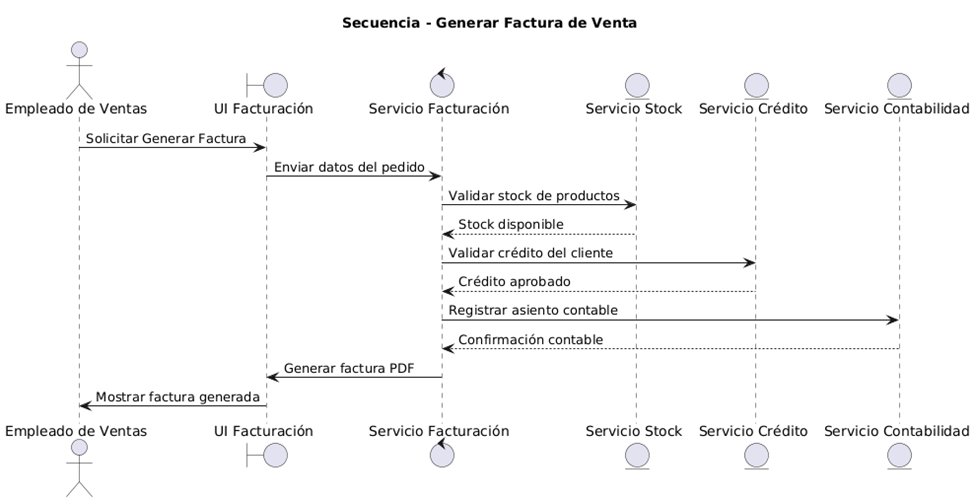 Secuencia - Generar Factura de Venta
Empleado de Ventas UI Facturación Servicio Facturación Servicio Stock Servicio Crédito Servicio Contabilidad
Solicitar Generar Factura
Enviar datos del pedido
Validar stock de productos
Stock disponible
Validar crédito del cliente
Crédito aprobado
Registrar asiento contable
Confirmación contable
Generar factura PDF
Mostrar factura generada
Empleado de Ventas UI Facturación Servicio Facturación Servicio Stock Servicio Crédito Servicio Contabilidad